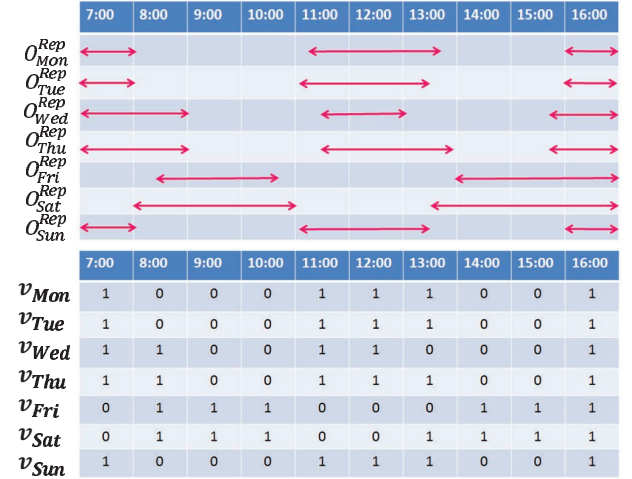 7:00 8:00 9:00 10:00 11:00 12:00 13:00 14:00 15:00 16:00
O^Rep_Mon
O^Rep_Tue
O^Rep_Wed
O^Rep_Thu
O^Rep_Fri
O^Rep_Sat
O^Rep_Sun
7:00 8:00 9:00 10:00 11:00 12:00 13:00 14:00 15:00 16:00
v_Mon 1 0 0 0 1 1 1 0 0 1
v_Tue 1 0 0 0 1 1 1 0 0 1
v_Wed 1 1 0 0 1 1 0 0 0 1
v_Thu 1 1 0 0 1 1 1 0 0 1
v_Fri 0 1 1 1 0 0 0 1 1 1
v_Sat 0 1 1 1 0 0 1 1 1 1
v_Sun 1 0 0 0 1 1 1 0 0 1